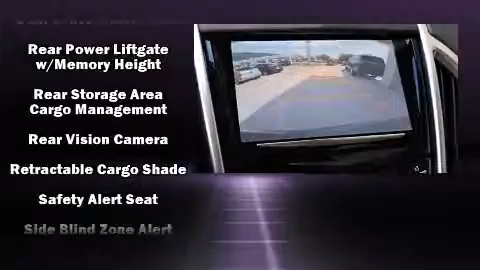 Rear Power Liftgate
w/Memory Height
Rear Storage Area
Cargo Management
Rear Vision Camera
Retractable Cargo Shade
Safety Alert Seat
Side Blind Zone Alert